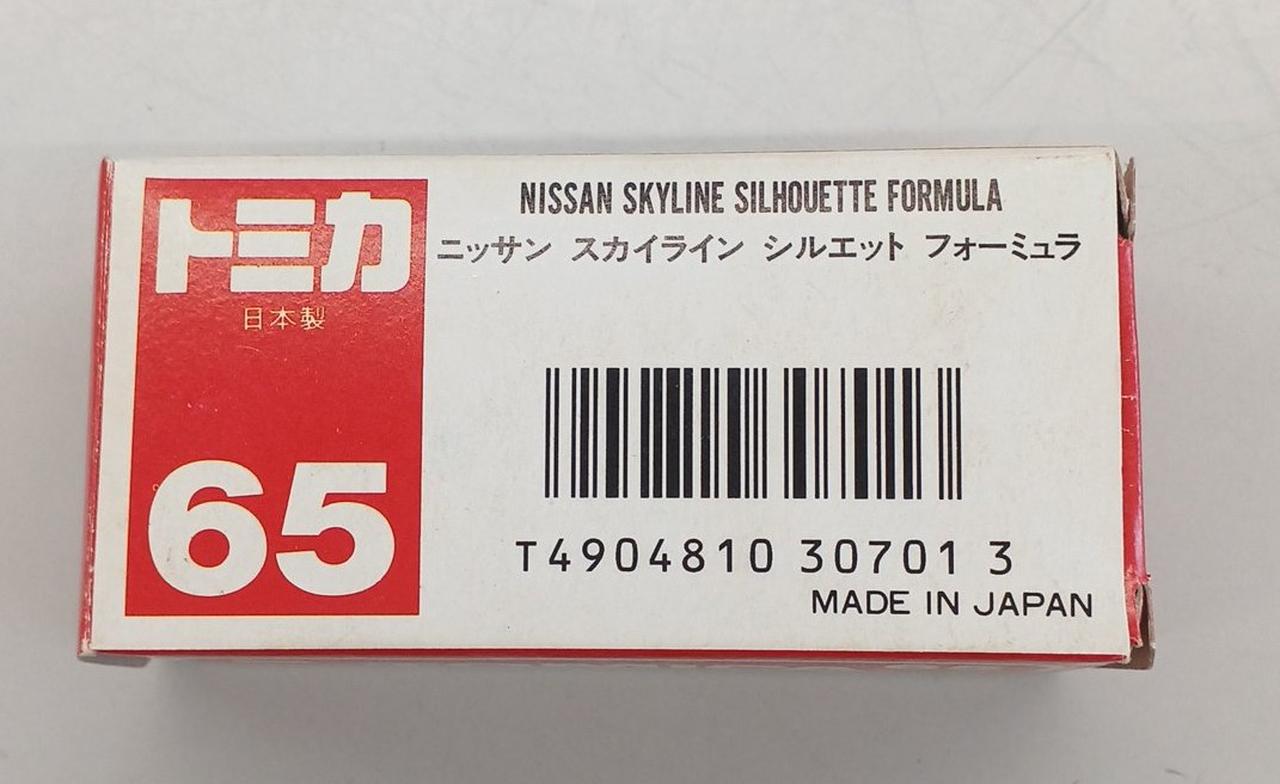 トミカ
日本製
65
NISSAN SKYLINE SILHOUETTE FORMULA
ニッサン スカイライン シルエット フォーミュラ
T4904810 30701 3
MADE IN JAPAN